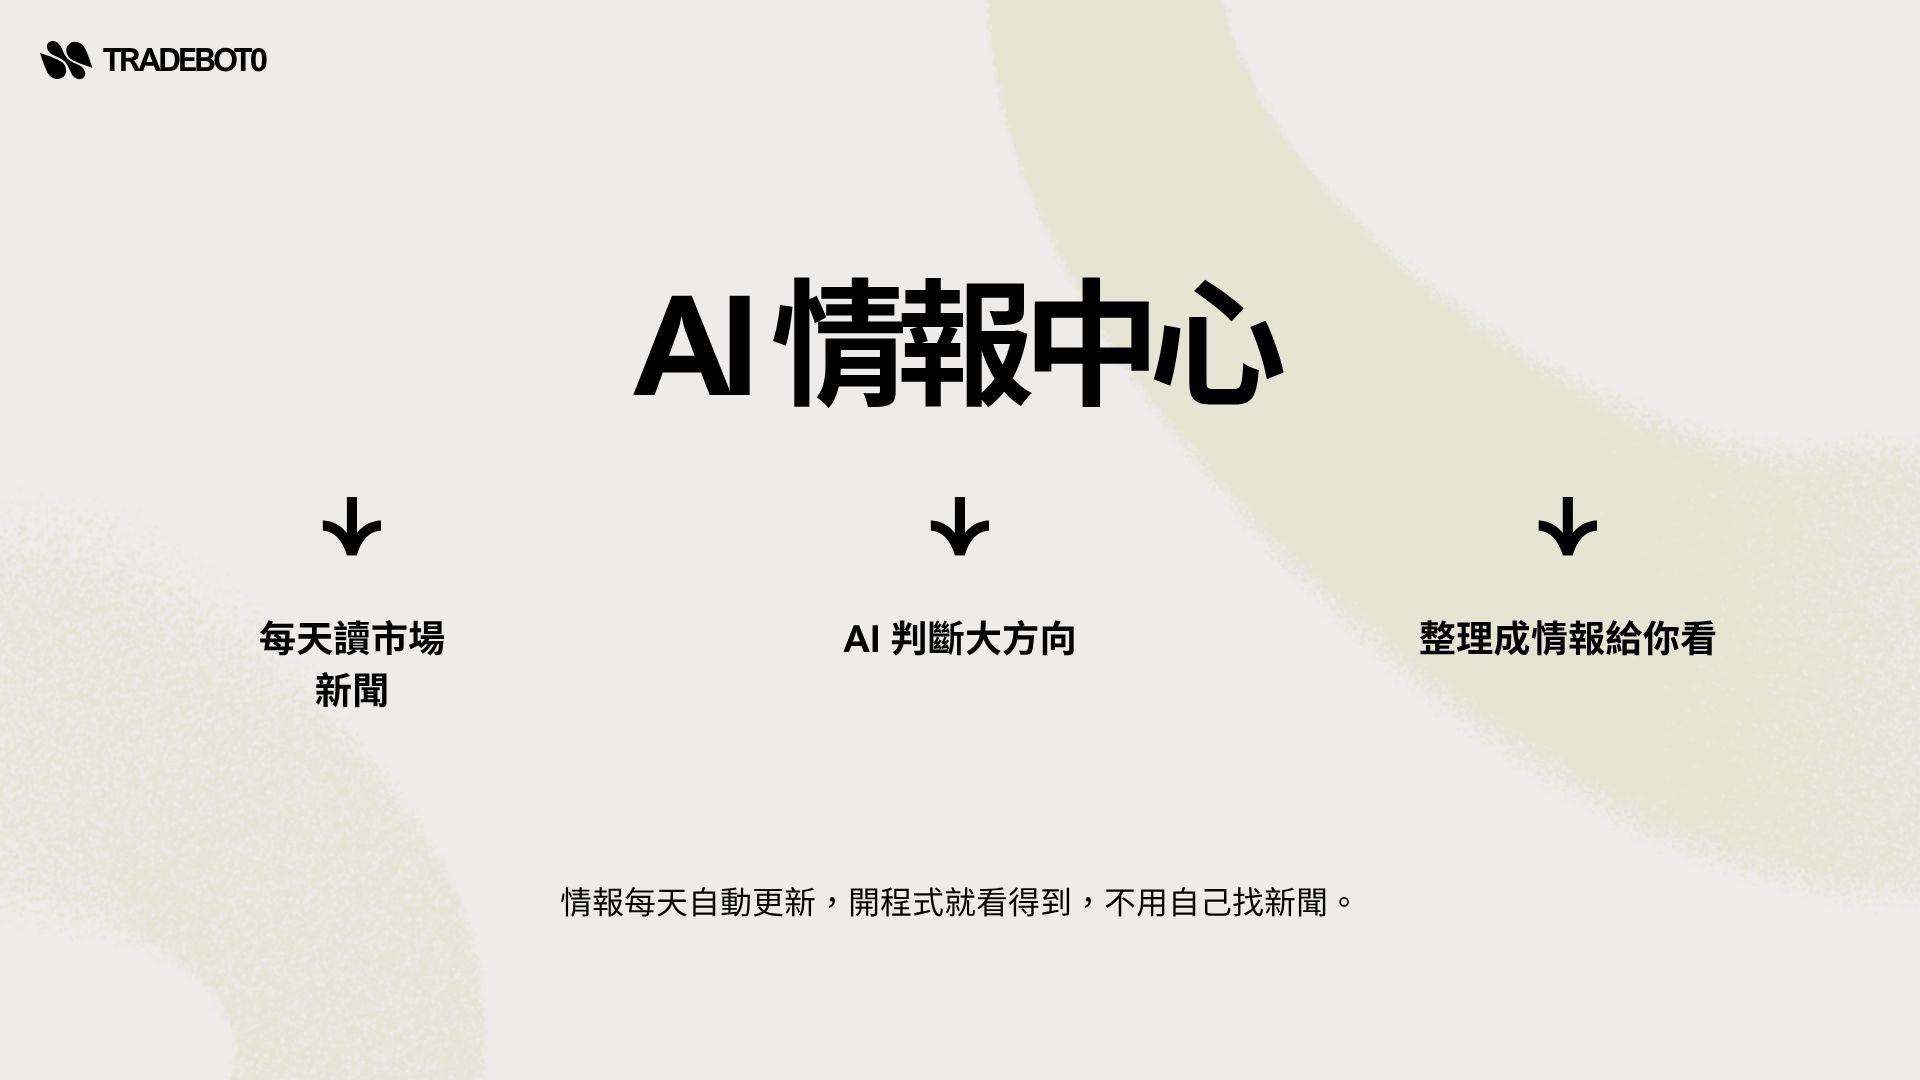 TRADEBOT0
AI 情報中心
每天讀市場
新聞
AI 判斷大方向
整理成情報給你看
情報每天自動更新，開程式就看得到，不用自己找新聞。